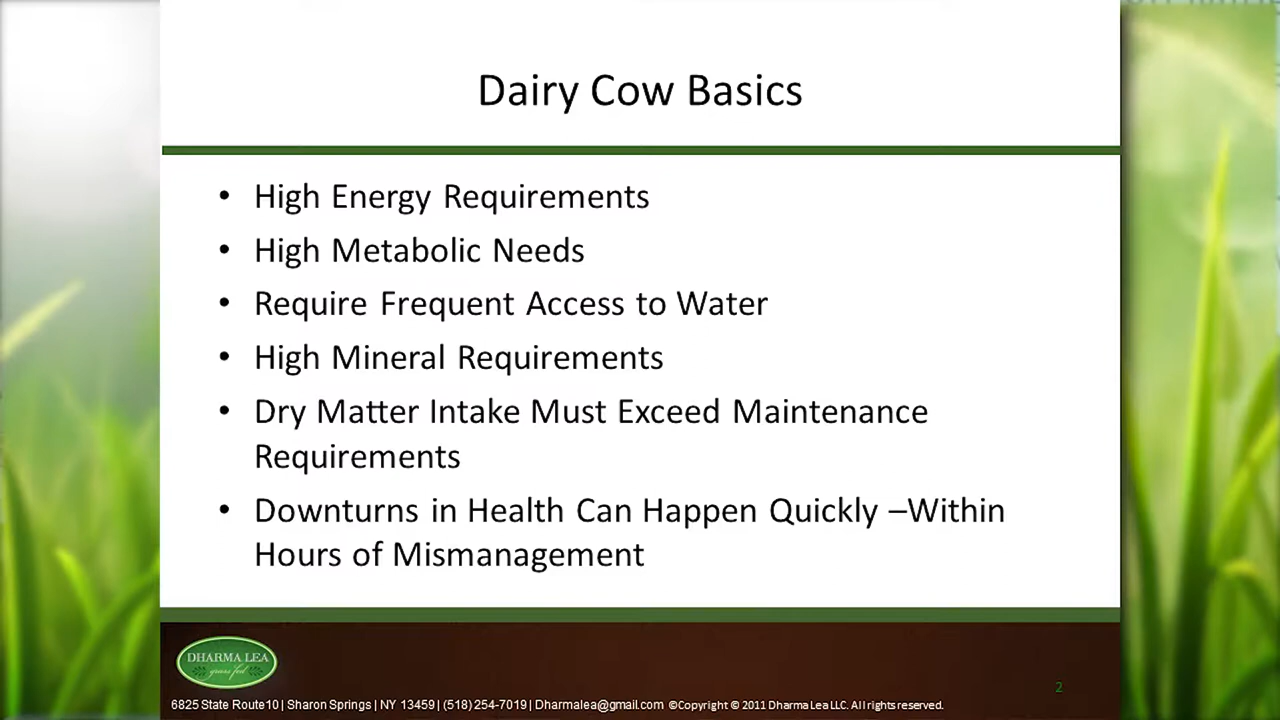 Dairy Cow Basics
• High Energy Requirements
• High Metabolic Needs
• Require Frequent Access to Water
• High Mineral Requirements
• Dry Matter Intake Must Exceed Maintenance
Requirements
• Downturns in Health Can Happen Quickly –Within
Hours of Mismanagement
DHARMA LEA
grass fed
2
6825 State Route10 | Sharon Springs | NY 13459 | (518) 254-7019 | Dharmalea@gmail.com ©Copyright © 2011 Dharma Lea LLC. All rights reserved.